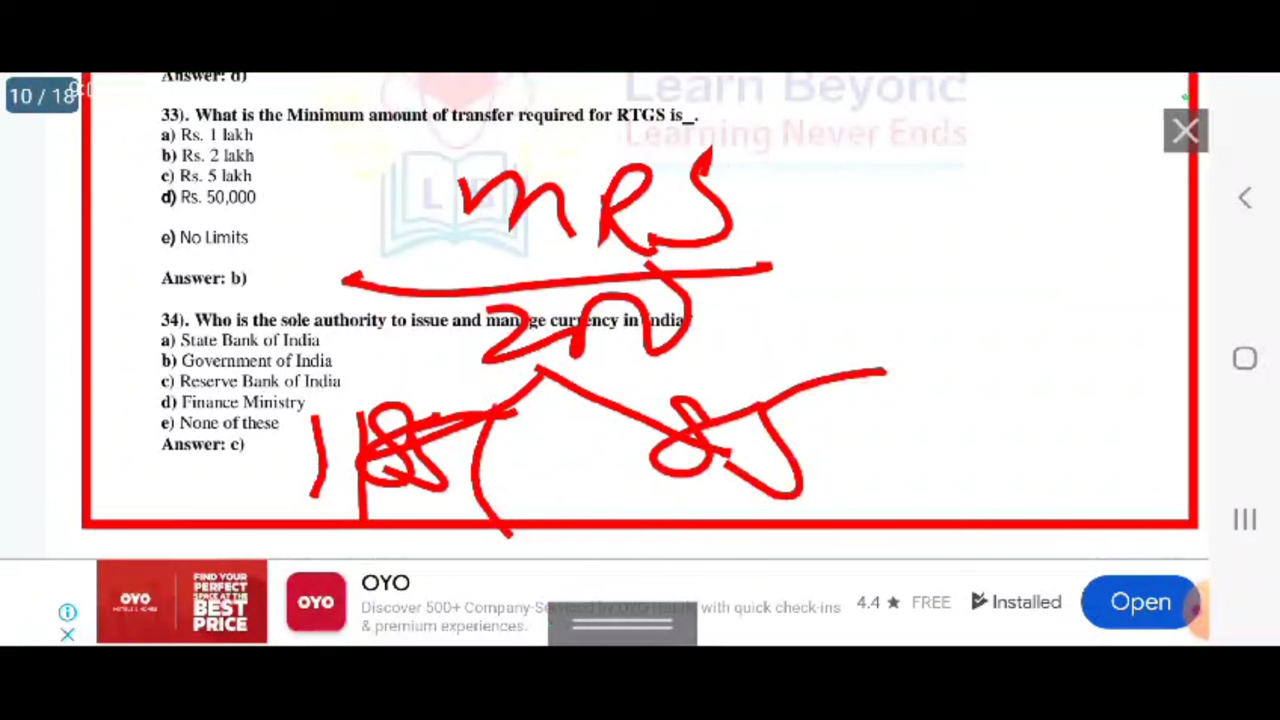 Answer: d)
10 / 18
Learn Beyond
33). What is the Minimum amount of transfer required for RTGS is_.
Learning Never Ends
a) Rs. 1 lakh
b) Rs. 2 lakh
c) Rs. 5 lakh
d) Rs. 50,000
MRS
e) No Limits
Answer: b)
34). Who is the sole authority to issue and manage currency in India
a) State Bank of India
b) Government of India
c) Reserve Bank of India
d) Finance Ministry
e) None of these
Answer: c)
85
OYO
FIND YOUR
PERFECT
SPACE AT THE
BEST
PRICE
OYO
OYO
Discover 500+ Company-Serviced by OYO Hotels with quick check-ins
& premium experiences.
4.4 ★ FREE
Installed
Open